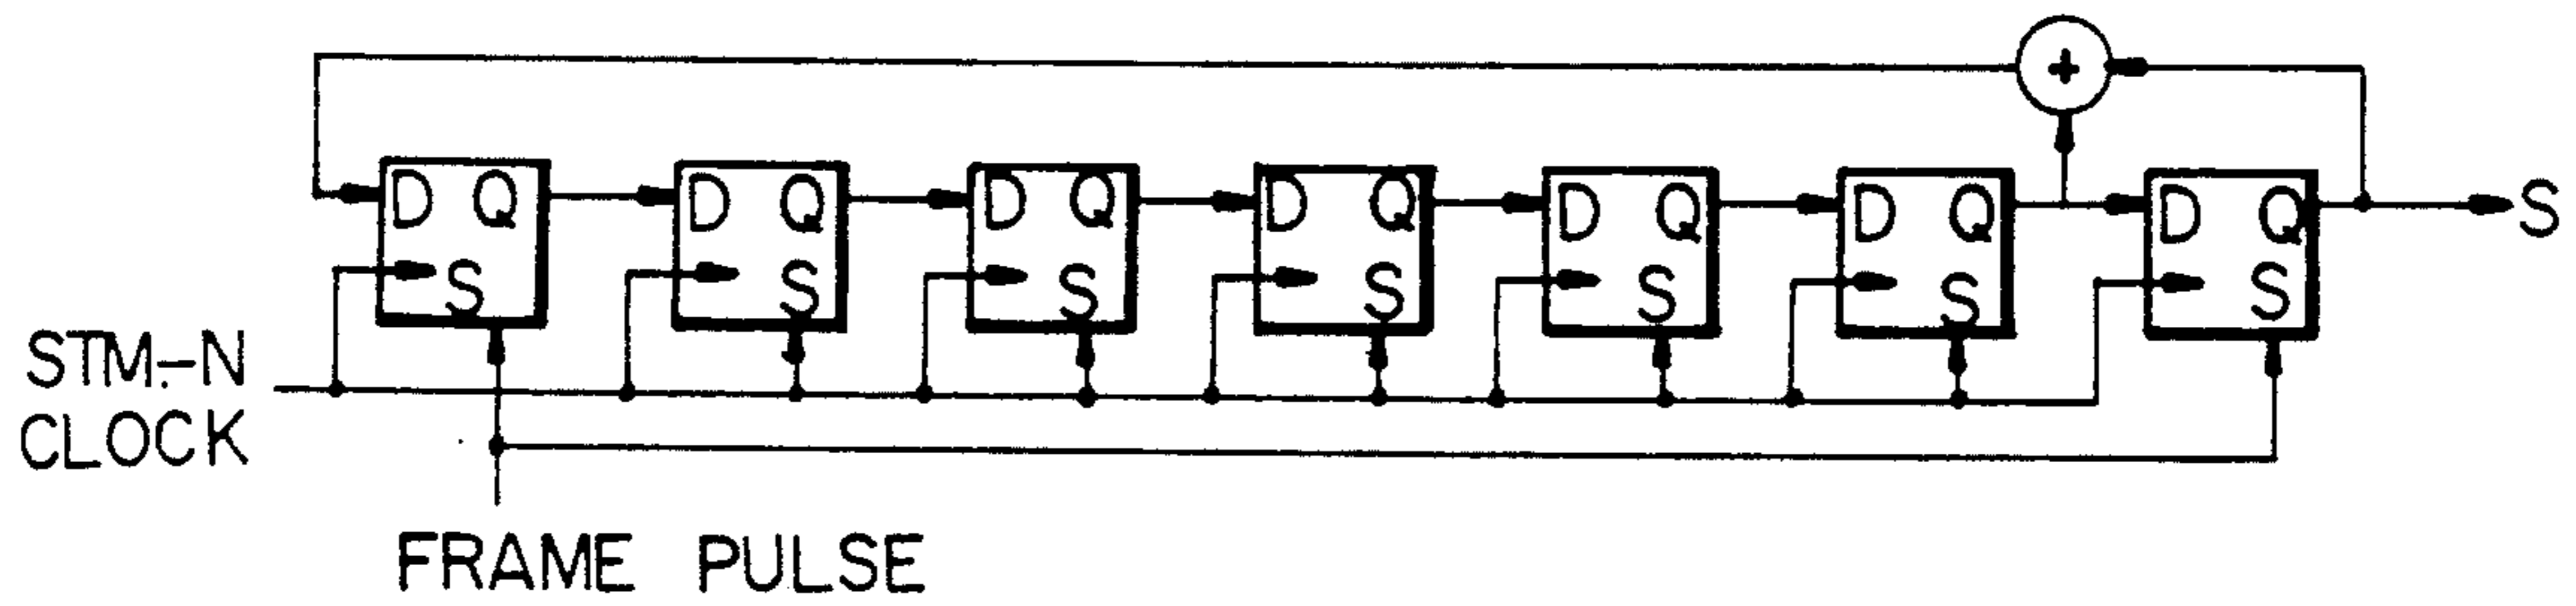 +
D Q D Q D Q D Q D Q D Q D Q S
S S S S S S S
STM-N
CLOCK
FRAME PULSE